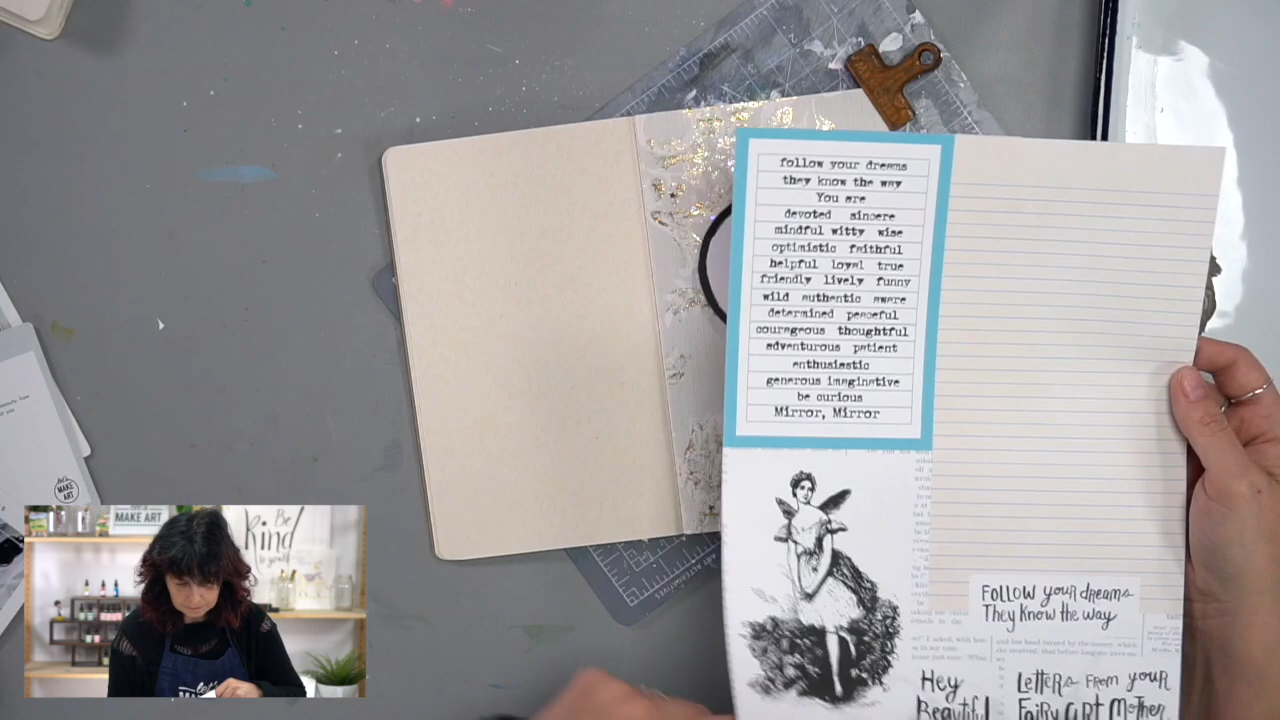 follow your dreams
they know the way
You are
devoted sincere
mindful witty wise
optimistic faithful
helpful loyal true
friendly lively funny
wild authentic aware
determined peaceful
courageous thoughtful
adventurous patient
enthusiastic
generous imaginative
be curious
Mirror, Mirror
Follow your dreams
They know the way
Hey
Beautiful
Letters from your
Fairy Art Mother
let's
MAKE
ART
MAKE ART
Be
kind